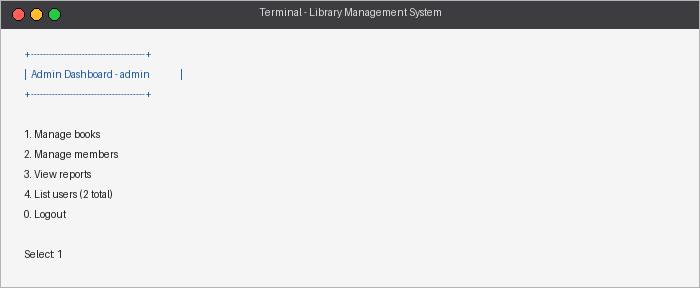 Terminal - Library Management System
+--------------------------------------+
| Admin Dashboard - admin |
+--------------------------------------+
1. Manage books
2. Manage members
3. View reports
4. List users (2 total)
0. Logout
Select: 1